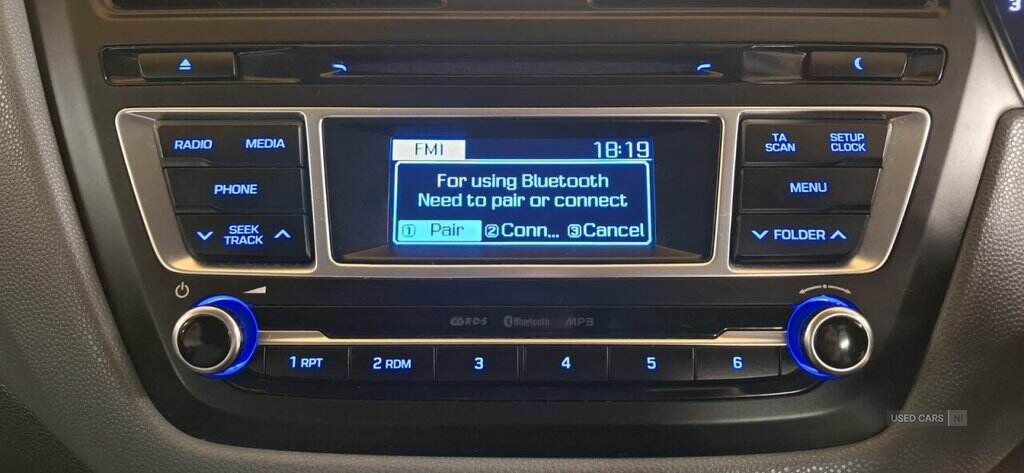 3
RADIO
MEDIA
PHONE
SEEK
TRACK
FM1
18:19
For using Bluetooth
Need to pair or connect
1 Pair 2 Conn... 3 Cancel
TA
SCAN
SETUP
CLOCK
MENU
FOLDER
RDS Bluetooth MP3
1 RPT
2 RDM
3
4
5
6
USED CARS NI